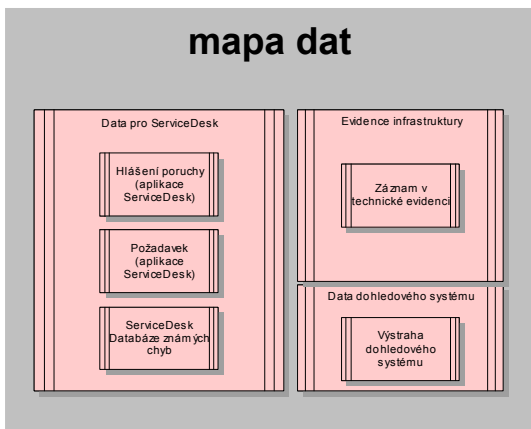 mapa dat
Data pro ServiceDesk
Hlášení poruchy
(aplikace
ServiceDesk)
Požadavek
(aplikace
ServiceDesk)
ServiceDesk
Databáze známých
chyb
Evidence infrastruktury
Záznam v
technické evidenci
Data dohledového systému
Výstraha
dohledového
systému